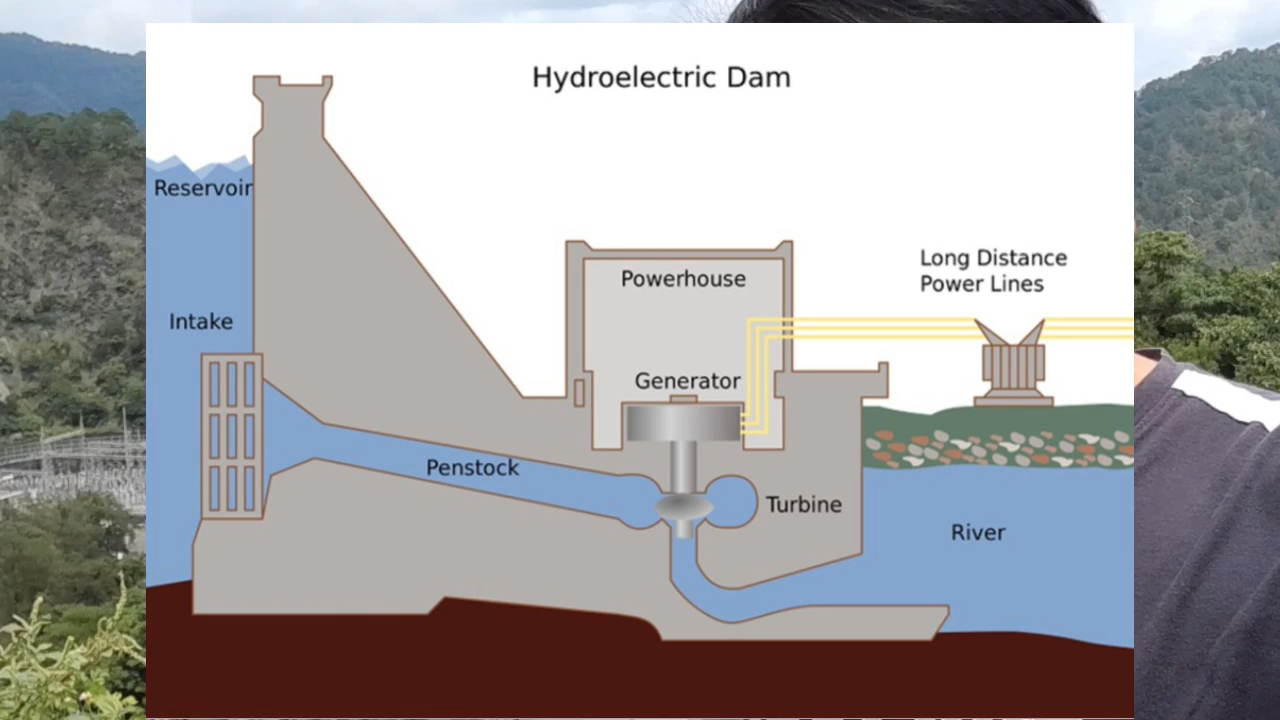 Hydroelectric Dam
Reservoir
Long Distance
Power Lines
Powerhouse
Intake
Generator
Penstock
Turbine
River